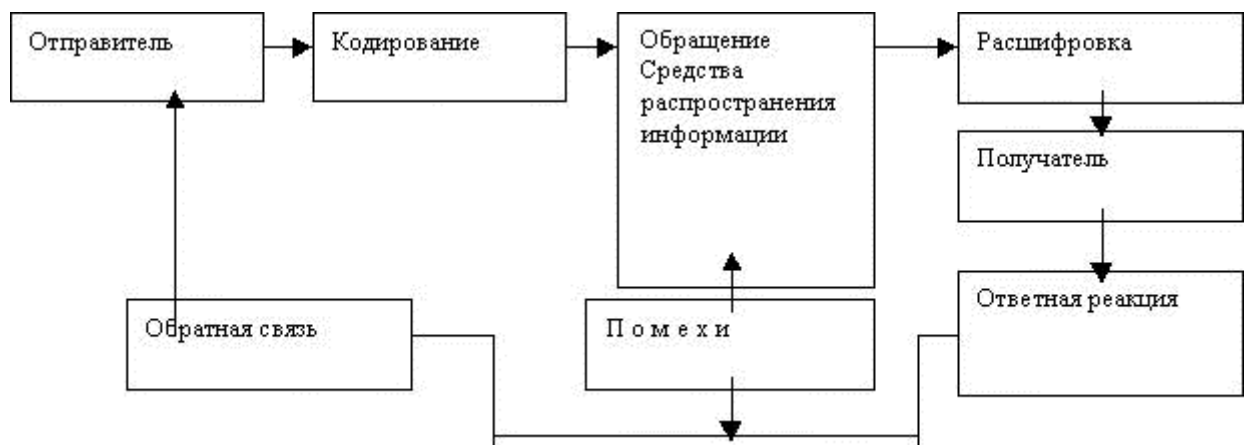 Отправитель
Кодирование
Обращение
Средства
распространения
информации
Расшифровка
Получатель
Ответная реакция
П о м е х и
Обратная связь